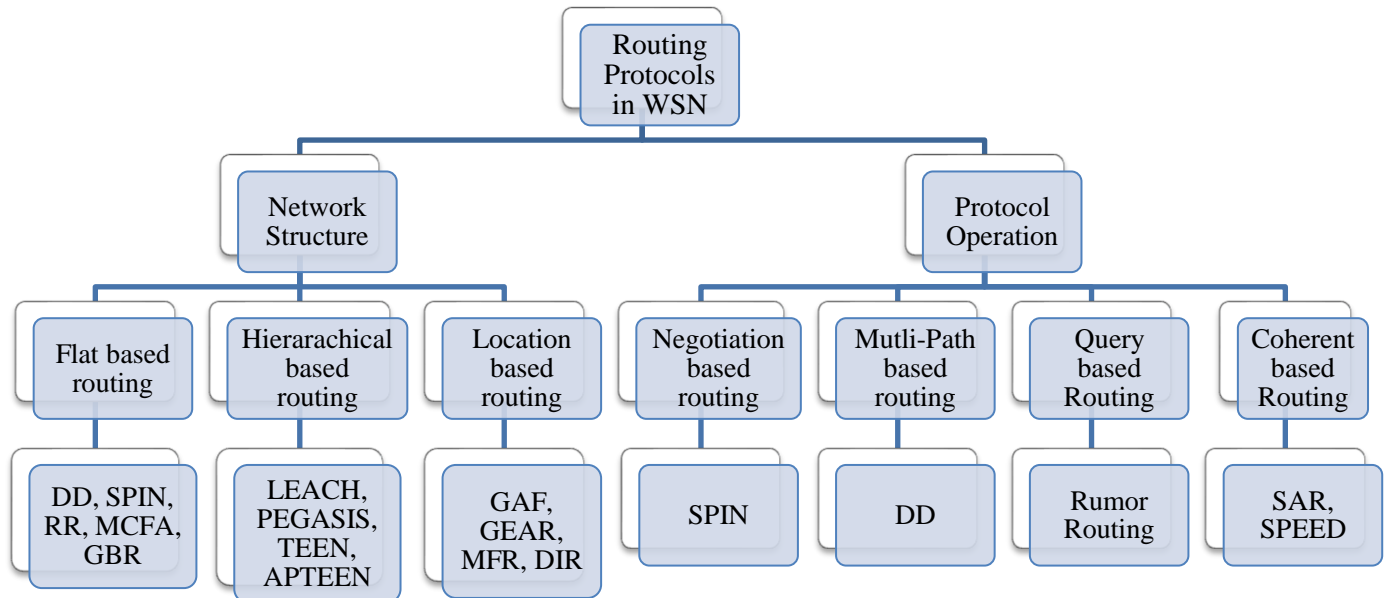 Routing
Protocols
in WSN
Network
Structure
Protocol
Operation
Flat based
routing
Hierarachical
based
routing
Location
based
routing
Negotiation
based
routing
Mutli-Path
based
routing
Query
based
Routing
Coherent
based
Routing
DD, SPIN,
RR, MCFA,
GBR
LEACH,
PEGASIS,
TEEN,
APTEEN
GAF,
GEAR,
MFR, DIR
SPIN
DD
Rumor
Routing
SAR,
SPEED